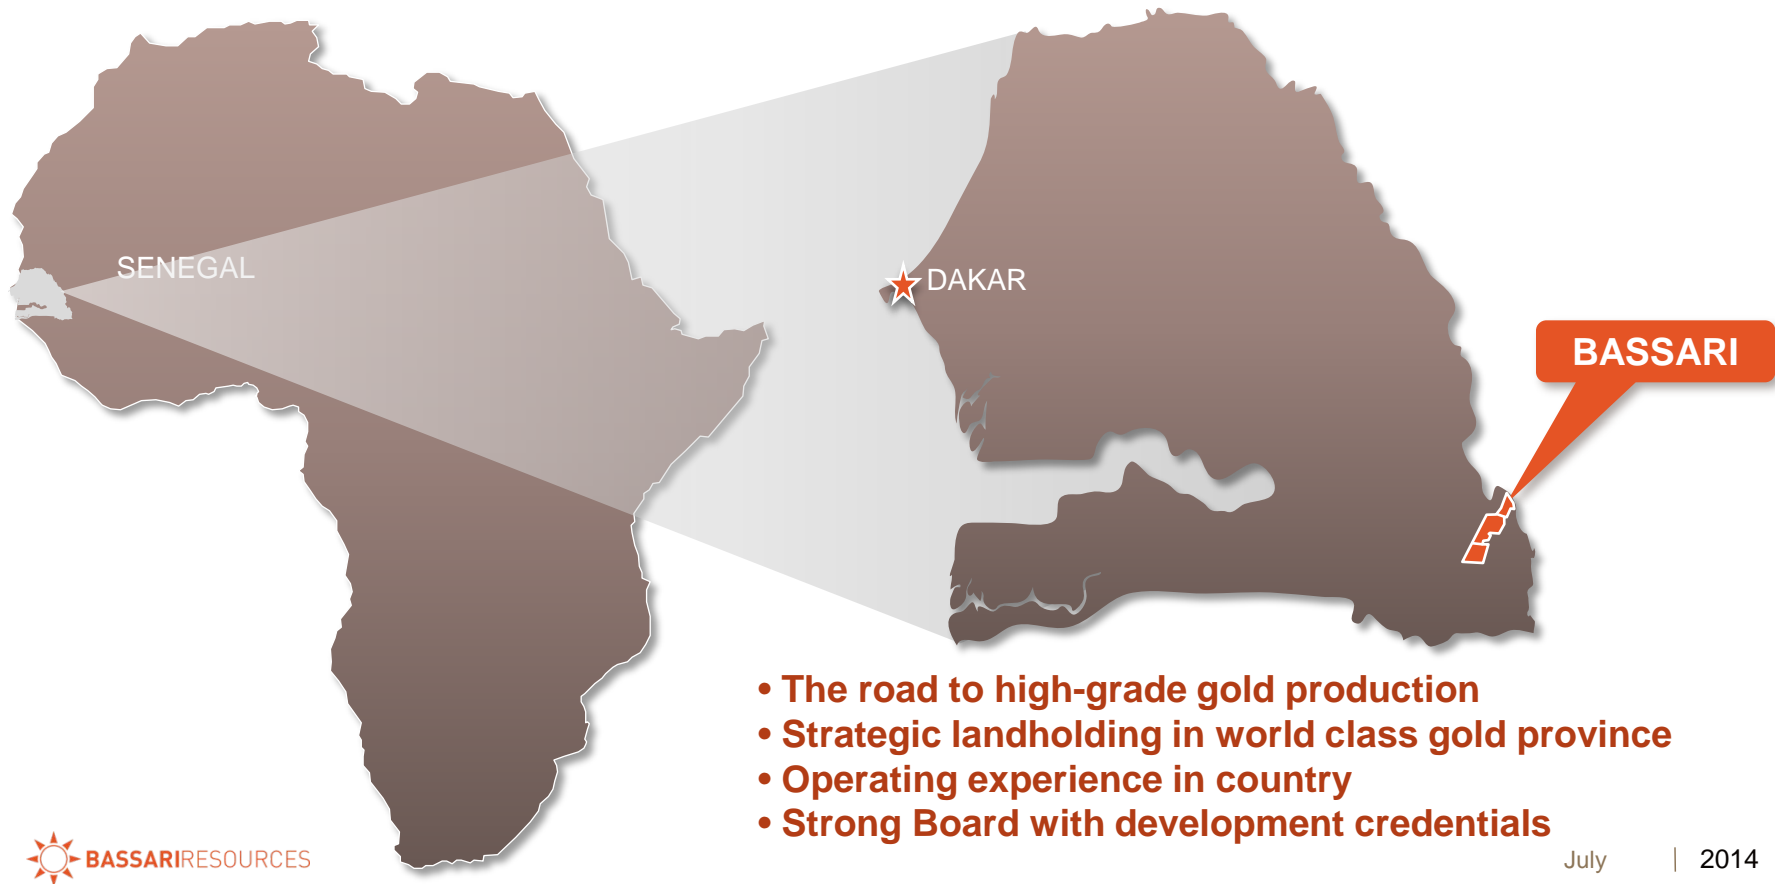 SENEGAL
DAKAR
BASSARI
• The road to high-grade gold production
• Strategic landholding in world class gold province
• Operating experience in country
• Strong Board with development credentials
BASSARIRESOURCES
July | 2014